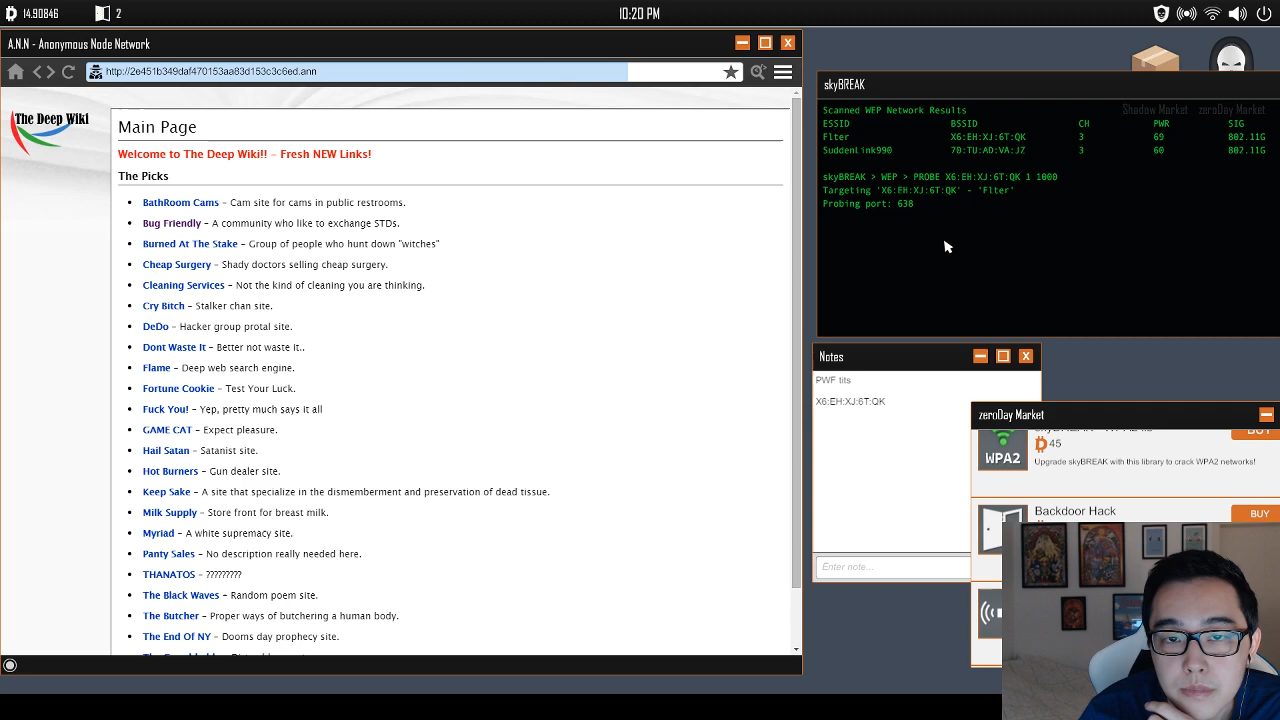 14.90846
2
10:20 PM
A.N.N - Anonymous Node Network
http://2e451b349daf470153aa63d153c3c6ed.ann
The Deep Wiki
Main Page
Welcome to The Deep Wiki!! - Fresh NEW Links!
The Picks
BathRoom Cams - Cam site for cams in public restrooms.
Bug Friendly - A community who like to exchange STDs.
Burned At The Stake - Group of people who hunt down "witches"
Cheap Surgery - Shady doctors selling cheap surgery.
Cleaning Services - Not the kind of cleaning you are thinking.
Cry Bitch - Stalker chan site.
DeDo - Hacker group protal site.
Dont Waste It - Better not waste it..
Flame - Deep web search engine.
Fortune Cookie - Test Your Luck.
Fuck You! - Yep, pretty much says it all
GAME CAT - Expect pleasure.
Hail Satan - Satanist site.
Hot Burners - Gun dealer site.
Keep Sake - A site that specialize in the dismemberment and preservation of dead tissue.
Milk Supply - Store front for breast milk.
Myriad - A white supremacy site.
Panty Sales - No description really needed here.
THANATOS - ?????????
The Black Waves - Random poem site.
The Butcher - Proper ways of butchering a human body.
The End Of NY - Dooms day prophecy site.
skyBREAK
Shadow Market zeroDay Market
Scanned WEP Network Results
ESSID BSSID CH PWR SIG
Flter X6:EH:XJ:6T:QK 3 69 802.11G
SuddenLink990 70:TU:AD:VA:JZ 3 60 802.11G
skyBREAK > WEP > PROBE X6:EH:XJ:6T:QK 1 1000
Targeting 'X6:EH:XJ:6T:QK' - 'Flter'
Probing port: 638
Notes
PWF tits
X6:EH:XJ:6T:QK
Enter note...
zeroDay Market
BUY
45
WPA2
Upgrade skyBREAK with this library to crack WPA2 networks!
Backdoor Hack
BUY